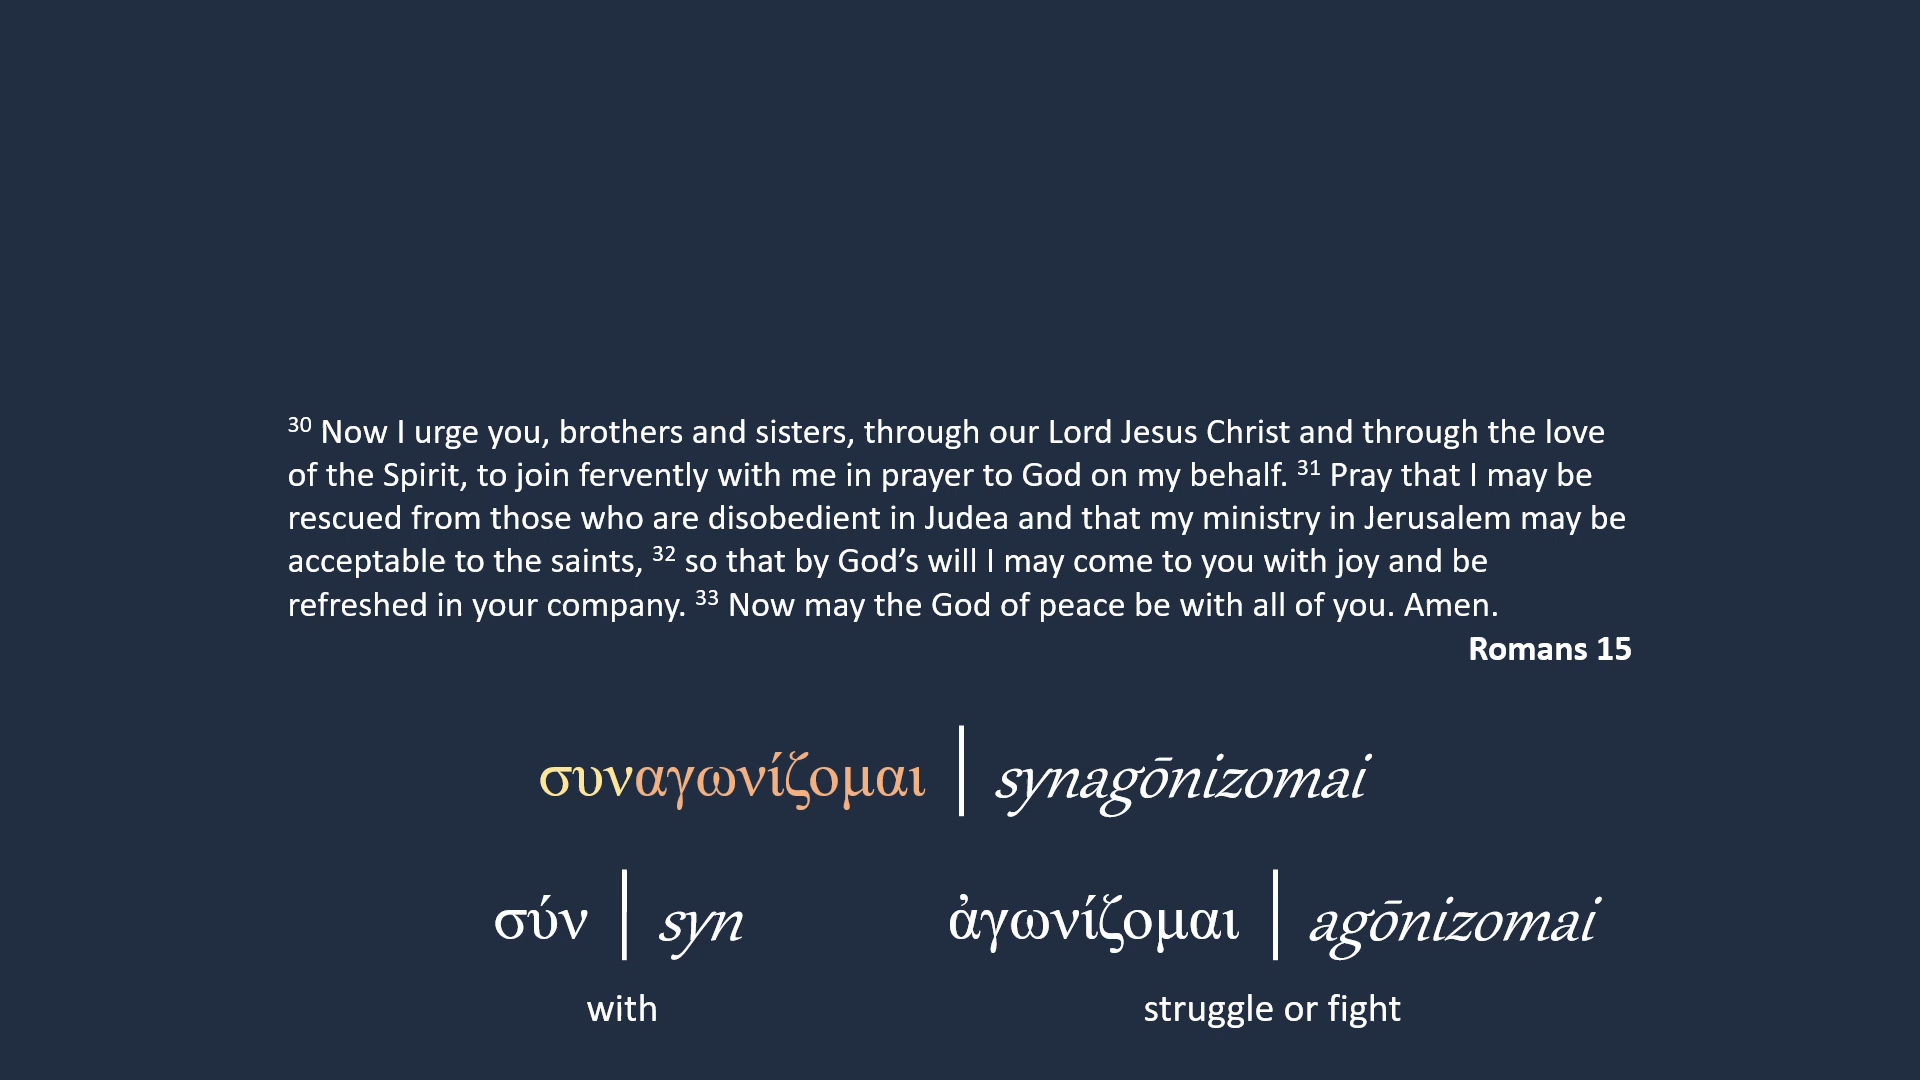 ³⁰ Now I urge you, brothers and sisters, through our Lord Jesus Christ and through the love
of the Spirit, to join fervently with me in prayer to God on my behalf. ³¹ Pray that I may be
rescued from those who are disobedient in Judea and that my ministry in Jerusalem may be
acceptable to the saints, ³² so that by God’s will I may come to you with joy and be
refreshed in your company. ³³ Now may the God of peace be with all of you. Amen.
Romans 15
συναγωνίζομαι | synagōnizomai
σύν | syn
with
ἀγωνίζομαι | agōnizomai
struggle or fight